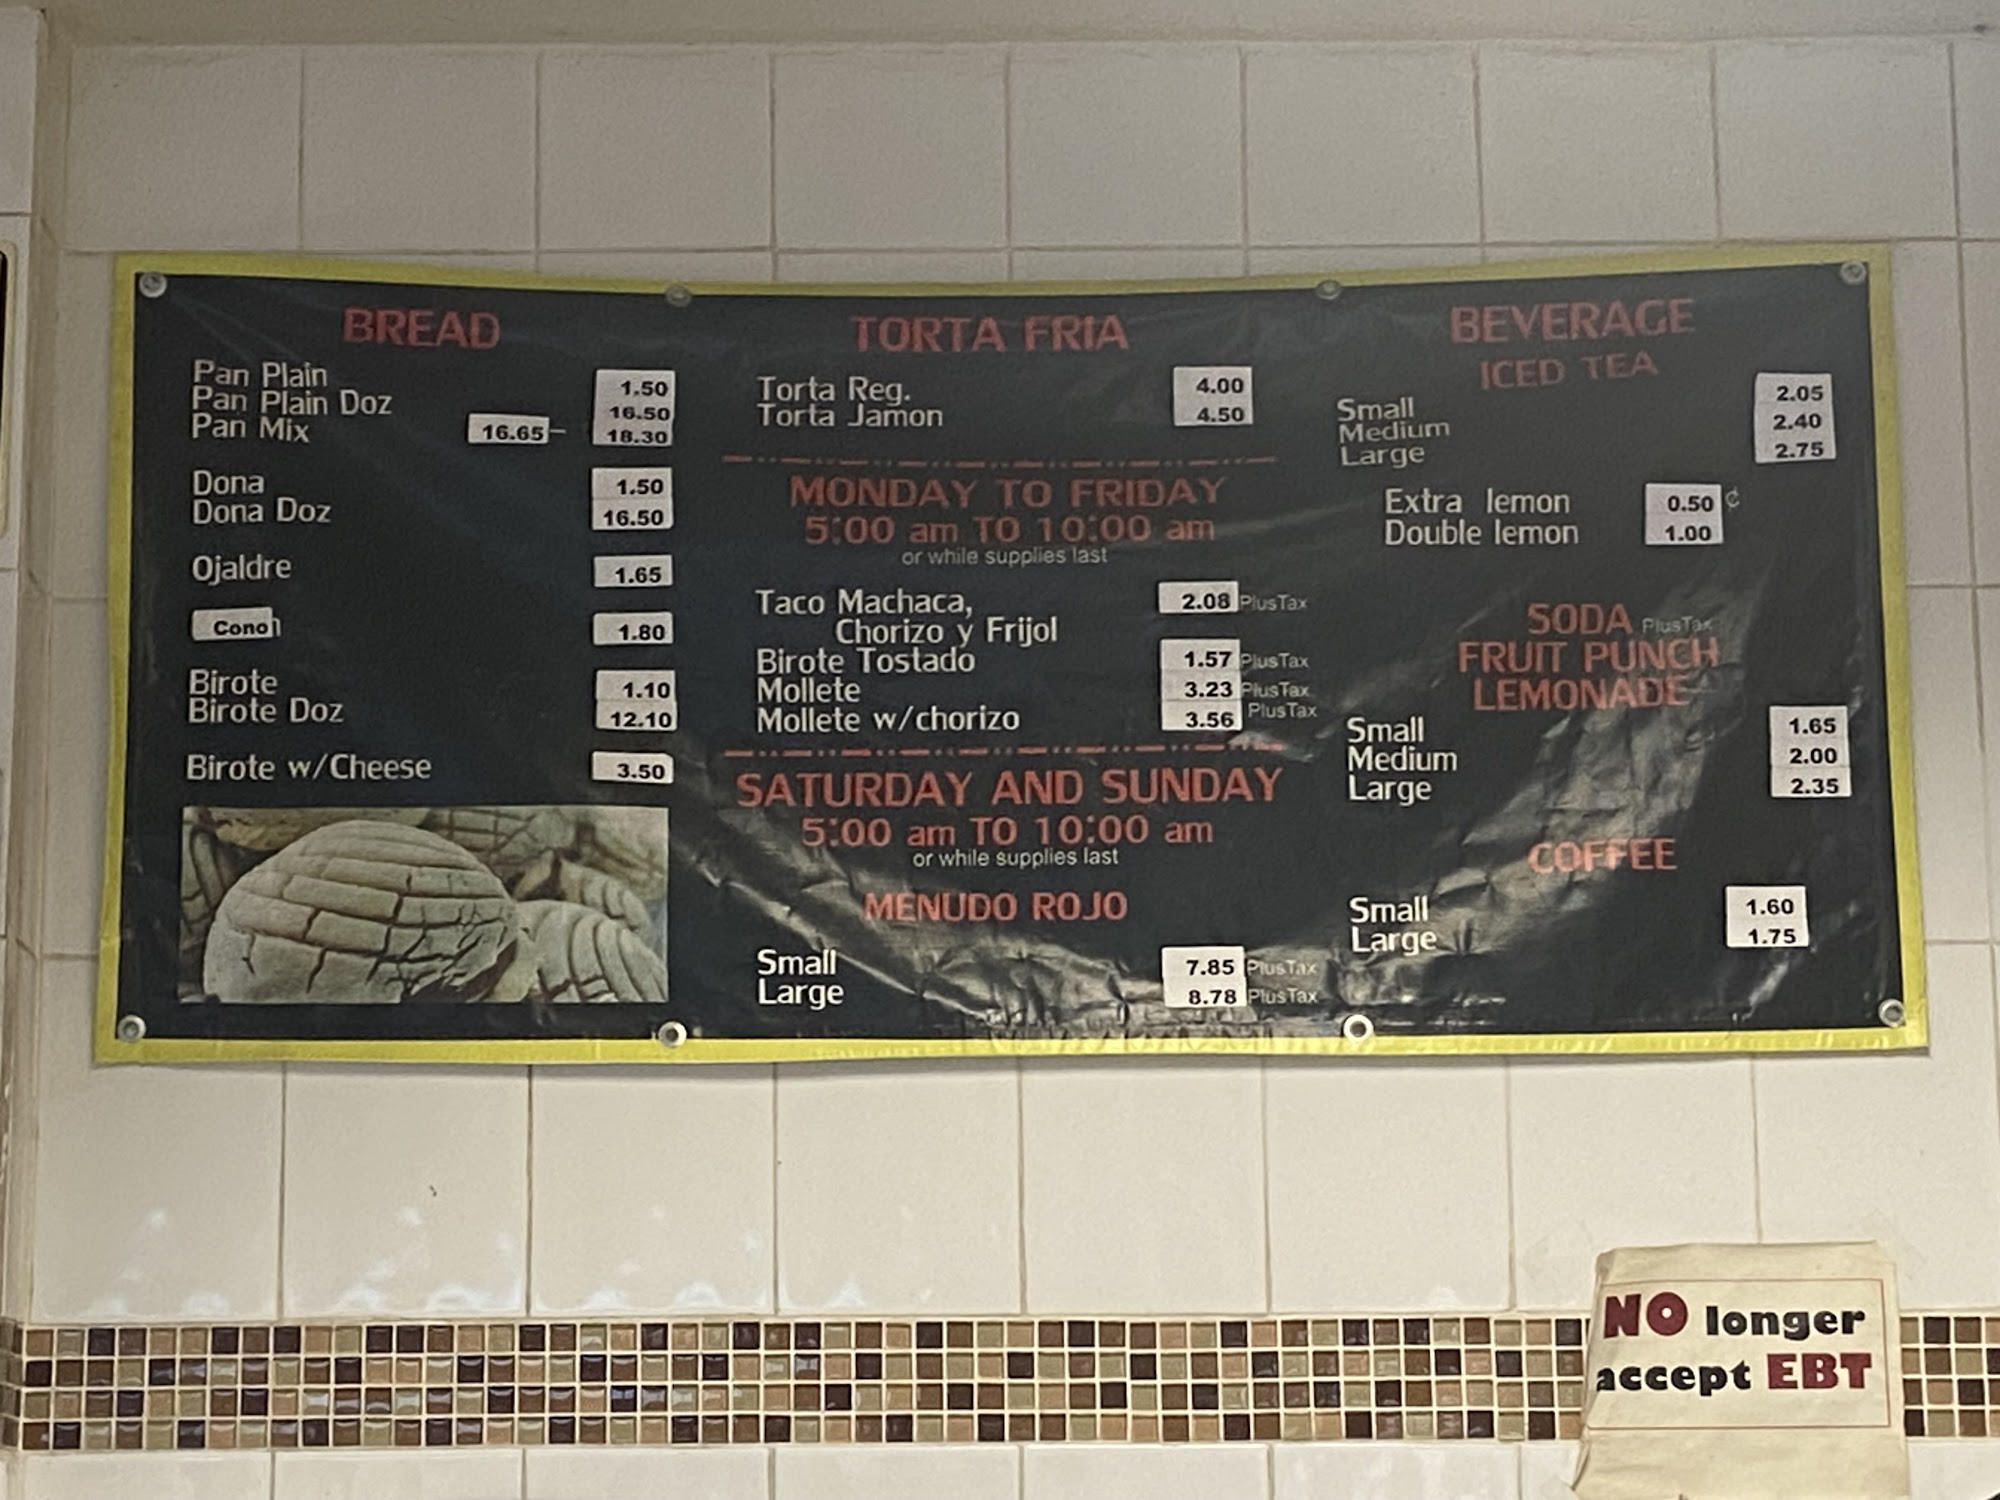 BREAD
Pan Plain 1.50
Pan Plain Doz 16.50
Pan Mix 16.65 – 18.30
Dona 1.50
Dona Doz 16.50
Ojaldre 1.65
Cono 1.80
Birote 1.10
Birote Doz 12.10
Birote w/Cheese 3.50
TORTA FRIA
Torta Reg. 4.00
Torta Jamon 4.50
MONDAY TO FRIDAY
5:00 am TO 10:00 am
or while supplies last
Taco Machaca, 2.08 PlusTax
Chorizo y Frijol
Birote Tostado 1.57 PlusTax
Mollete 3.23 PlusTax
Mollete w/chorizo 3.56 PlusTax
SATURDAY AND SUNDAY
5:00 am TO 10:00 am
or while supplies last
MENUDO ROJO
Small 7.85 PlusTax
Large 8.78 PlusTax
BEVERAGE
ICED TEA
Small 2.05
Medium 2.40
Large 2.75
Extra lemon 0.50 ¢
Double lemon 1.00
SODA PlusTax
FRUIT PUNCH
LEMONADE
Small 1.65
Medium 2.00
Large 2.35
COFFEE
Small 1.60
Large 1.75
NO longer
accept EBT